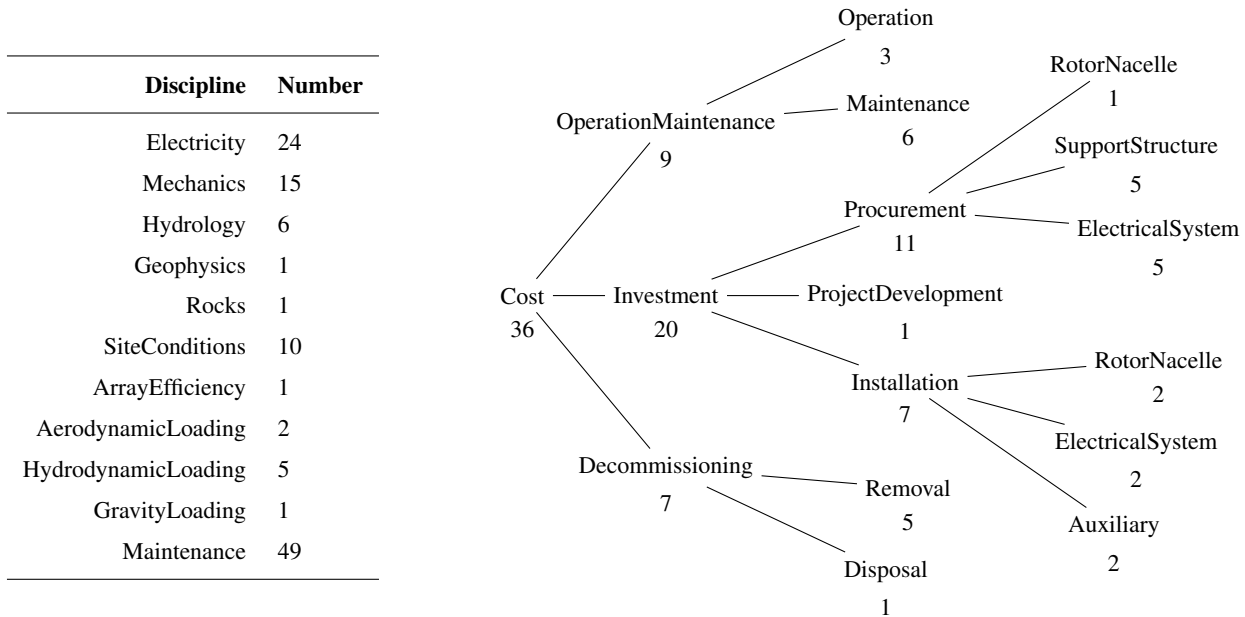 Discipline Number
Electricity 24
Mechanics 15
Hydrology 6
Geophysics 1
Rocks 1
SiteConditions 10
ArrayEfficiency 1
AerodynamicLoading 2
HydrodynamicLoading 5
GravityLoading 1
Maintenance 49
Cost
36
OperationMaintenance
9
Operation
3
Maintenance
6
Investment
20
Procurement
11
RotorNacelle
1
SupportStructure
5
ElectricalSystem
5
ProjectDevelopment
1
Installation
7
RotorNacelle
2
ElectricalSystem
2
Auxiliary
2
Decommissioning
7
Removal
5
Disposal
1